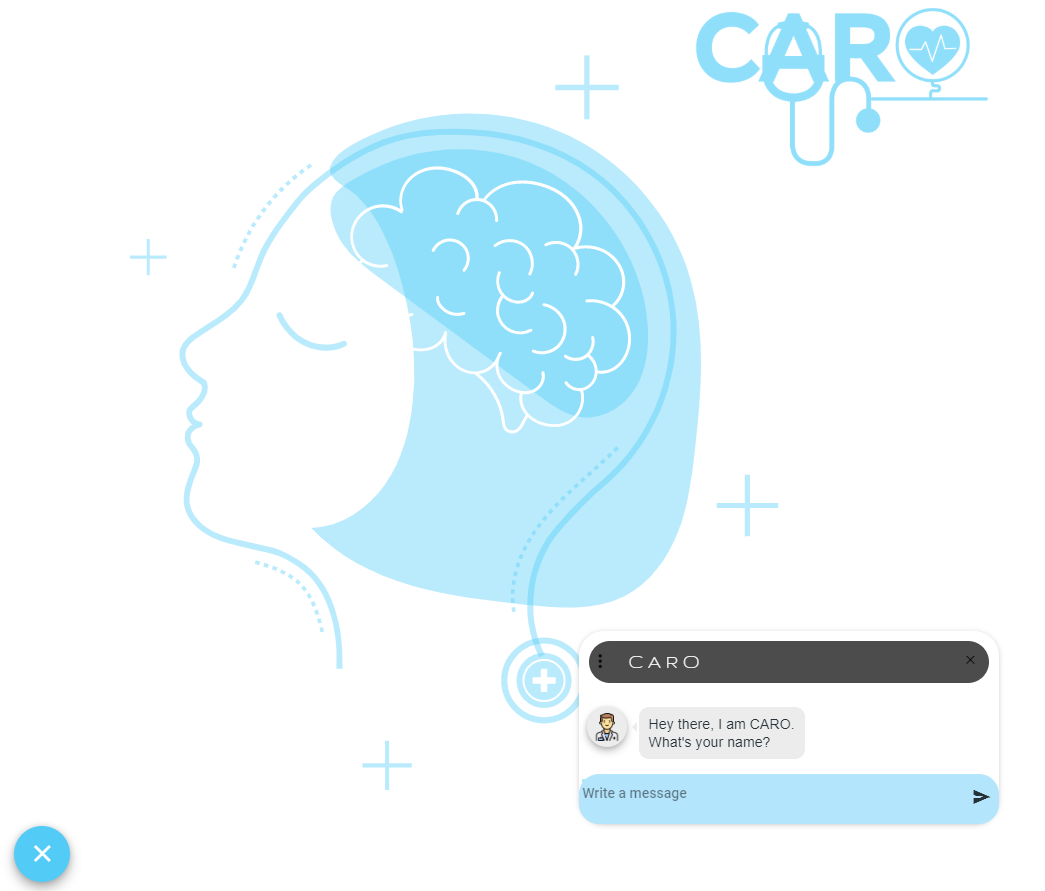 CARO
CARO
Hey there, I am CARO.
What's your name?
Write a message